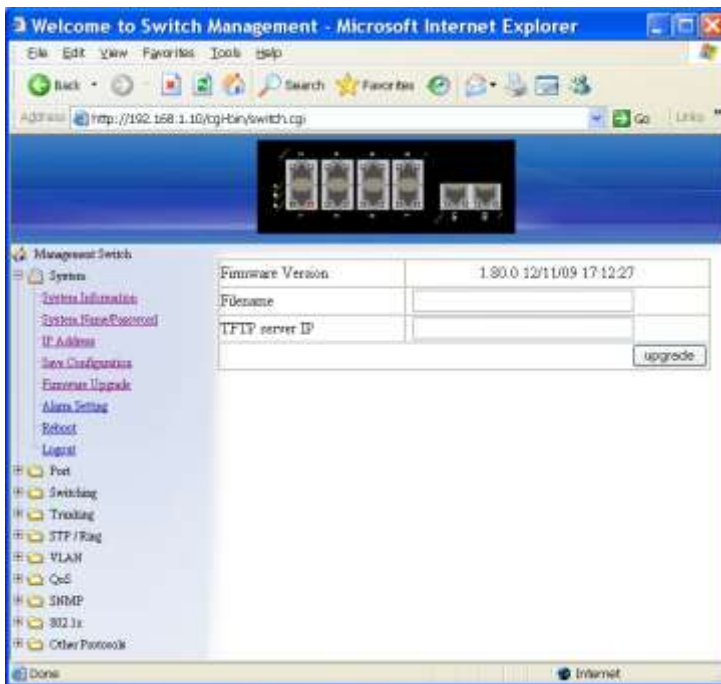 Welcome to Switch Management - Microsoft Internet Explorer
File Edit View Favorites Tools Help
Back Search Favorites
Address http://192.168.1.10/cgi-bin/switch.cgi Go Links »
Management Switch
System
System Information
System Name/Password
IP Address
Save Configuration
Firmware Upgrade
Alarm Setting
Reboot
Logout
Port
Switching
Trunking
STP / Ring
VLAN
QoS
SNMP
802.1x
Other Protocols
Firmware Version 1.80.0 12/11/09 17:12:27
Filename
TFTP server IP
upgrade
Done Internet